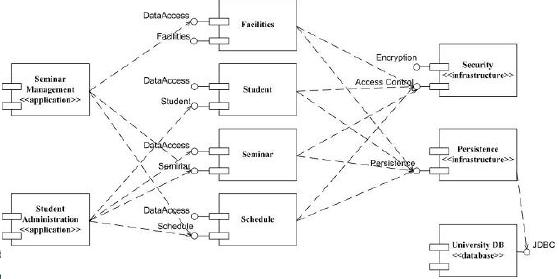 DataAccess
Facilities
Facilities
Encryption
Security
<<infrastructure>>
Access Control
Seminar
Management
<<application>>
DataAccess
Student
Student
DataAccess
Seminar
Seminar
Persistence
Persistence
<<infrastructure>>
Student
Administration
<<application>>
DataAccess
Schedule
Schedule
University DB
<<database>>
JDBC